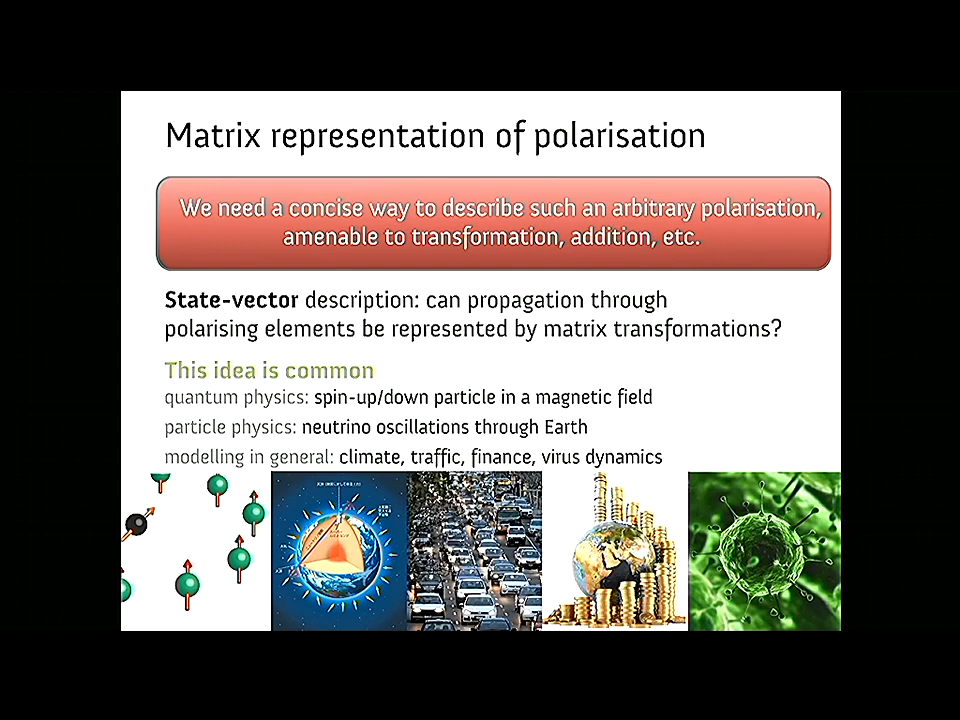 Matrix representation of polarisation
We need a concise way to describe such an arbitrary polarisation,
amenable to transformation, addition, etc.
State-vector description: can propagation through
polarising elements be represented by matrix transformations?
This idea is common
quantum physics: spin-up/down particle in a magnetic field
particle physics: neutrino oscillations through Earth
modelling in general: climate, traffic, finance, virus dynamics